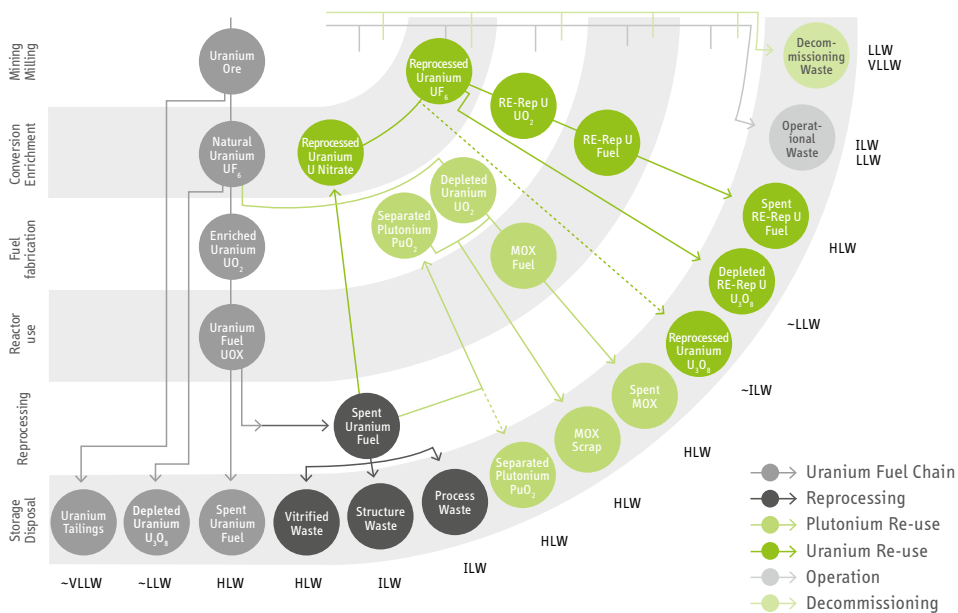 Mining
Milling
Conversion
Enrichment
Fuel
fabrication
Reactor
use
Reprocessing
Storage
Disposal
Uranium
Ore
Natural
Uranium
UF₆
Enriched
Uranium
UO₂
Uranium
Fuel
UOX
Spent
Uranium
Fuel
Reprocessed
Uranium
U Nitrate
Reprocessed
Uranium
UF₆
RE-Rep U
UO₂
RE-Rep U
Fuel
Separated
Plutonium
PuO₂
Depleted
Uranium
UO₂
MOX
Fuel
Decom-
missioning
Waste
LLW
VLLW
Operat-
ional
Waste
ILW
LLW
Spent
RE-Rep U
Fuel
HLW
Depleted
RE-Rep U
U₃O₈
~LLW
Reprocessed
Uranium
U₃O₈
~ILW
Spent
MOX
HLW
MOX
Scrap
HLW
Separated
Plutonium
PuO₂
HLW
Process
Waste
ILW
Structure
Waste
ILW
Vitrified
Waste
HLW
Spent
Uranium
Fuel
HLW
Depleted
Uranium
U₃O₈
~LLW
Uranium
Tailings
~VLLW
Uranium Fuel Chain
Reprocessing
Plutonium Re-use
Uranium Re-use
Operation
Decommissioning